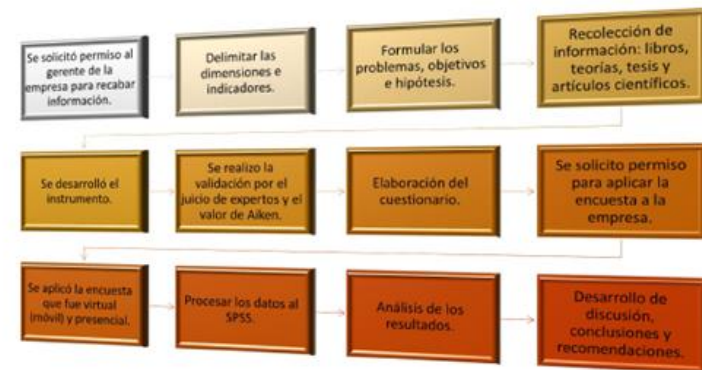 Se solicitó permiso al
gerente de la
empresa para recabar
información.
Delimitar las
dimensiones e
indicadores.
Formular los
problemas, objetivos
e hipótesis.
Recolección de
información: libros,
teorías, tesis y
artículos científicos.
Se desarrolló el
instrumento.
Se realizo la
validación por el
juicio de expertos y el
valor de Aiken.
Elaboración del
cuestionario.
Se solicito permiso
para aplicar la
encuesta a la
empresa.
Se aplicó la encuesta
que fue virtual
(móvil) y presencial.
Procesar los datos al
SPSS.
Análisis de los
resultados.
Desarrollo de
discusión,
conclusiones y
recomendaciones.